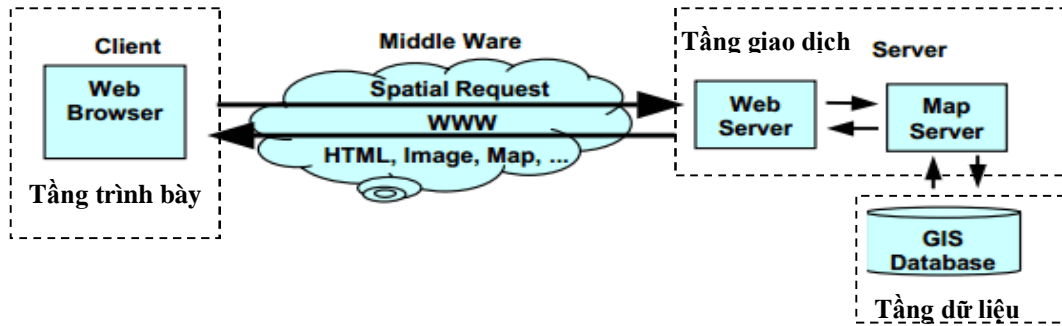 Client
Web
Browser
Tầng trình bày
Middle Ware
Spatial Request
WWW
HTML, Image, Map, ...
Tầng giao dịch
Server
Web
Server
Map
Server
GIS
Database
Tầng dữ liệu